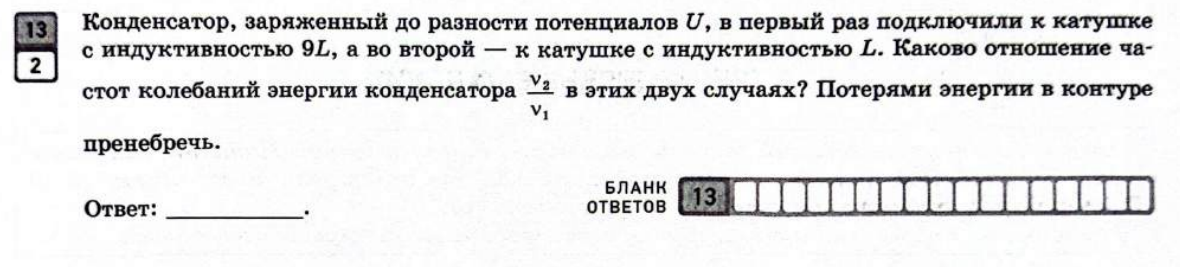 13
2
Конденсатор, заряженный до разности потенциалов U, в первый раз подключили к катушке
с индуктивностью 9L, а во второй — к катушке с индуктивностью L. Каково отношение ча-
стот колебаний энергии конденсатора ν₂/ν₁ в этих двух случаях? Потерями энергии в контуре
пренебречь.
Ответ: ____________.
БЛАНК
ОТВЕТОВ
13